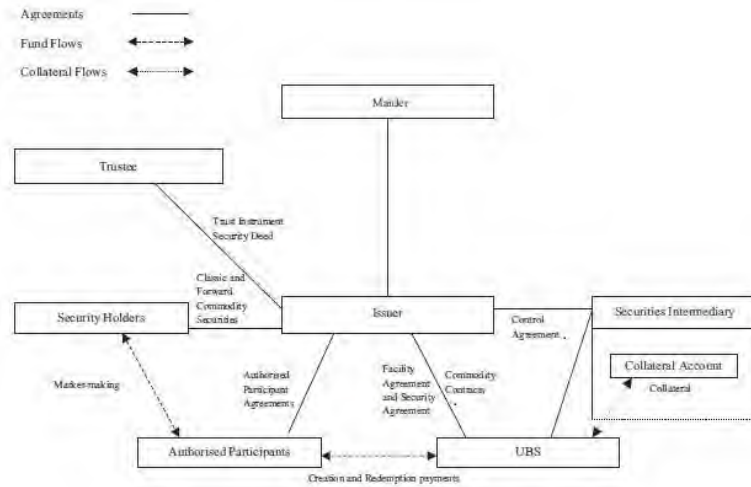 Agreements
Fund Flows
Collateral Flows
ManJer
Trustee
Trust Instrument
Security Deed
Classic and
Forward
Commodity
Securities
Security Holders
Issuer
Securities Intermediary
Control
Agreement
Collateral Account
Collateral
Market-making
Authorised
Participant
Agreements
Facility
Agreement
and Security
Agreement
Commodity
Contracts
Authorised Participants
UBS
Creation and Redemption payments